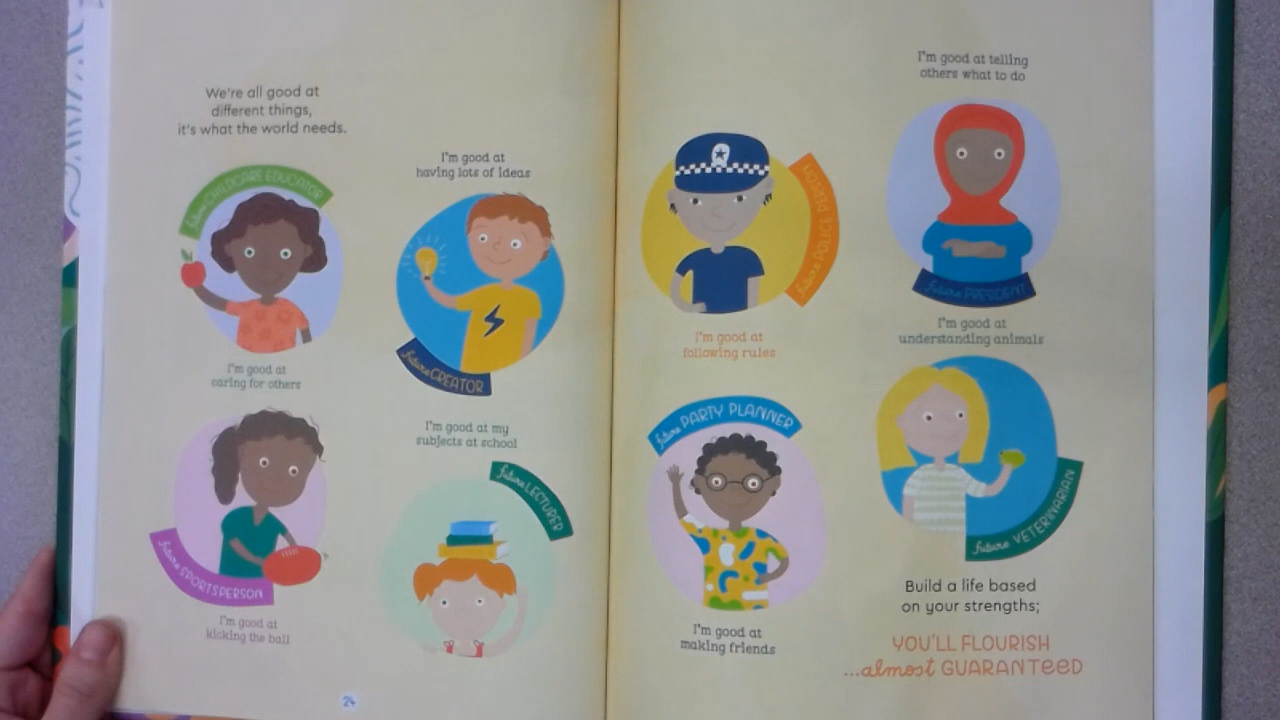 We're all good at
different things,
it's what the world needs.
future CHILDCARE EDUCATOR
I'm good at
caring for others
I'm good at
having lots of ideas
future CREATOR
future SPORTSPERSON
I'm good at
kicking the ball
I'm good at my
subjects at school
future LECTURER
24
future POLICE PERSON
I'm good at
following rules
I'm good at telling
others what to do
future PRESIDENT
future PARTY PLANNER
I'm good at
making friends
I'm good at
understanding animals
future VETERINARIAN
Build a life based
on your strengths;
YOU'LL FLOURISH
...almost GUARANTEED